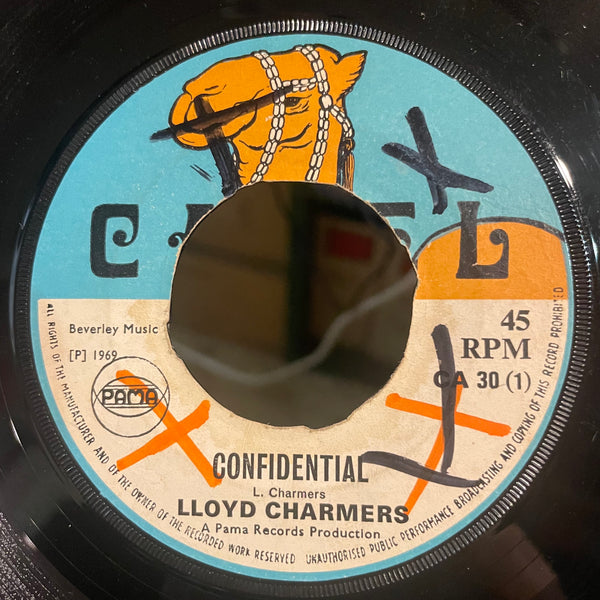 CAMEL
45
RPM
CA 30 (1)
Beverley Music
[P] 1969
PAMA
CONFIDENTIAL
L. Charmers
LLOYD CHARMERS
A Pama Records Production
ALL RIGHTS OF THE MANUFACTURER AND OF THE OWNER OF THE RECORDED WORK RESERVED UNAUTHORISED PUBLIC PERFORMANCE BROADCASTING AND COPYING OF THIS RECORD PROHIBITED